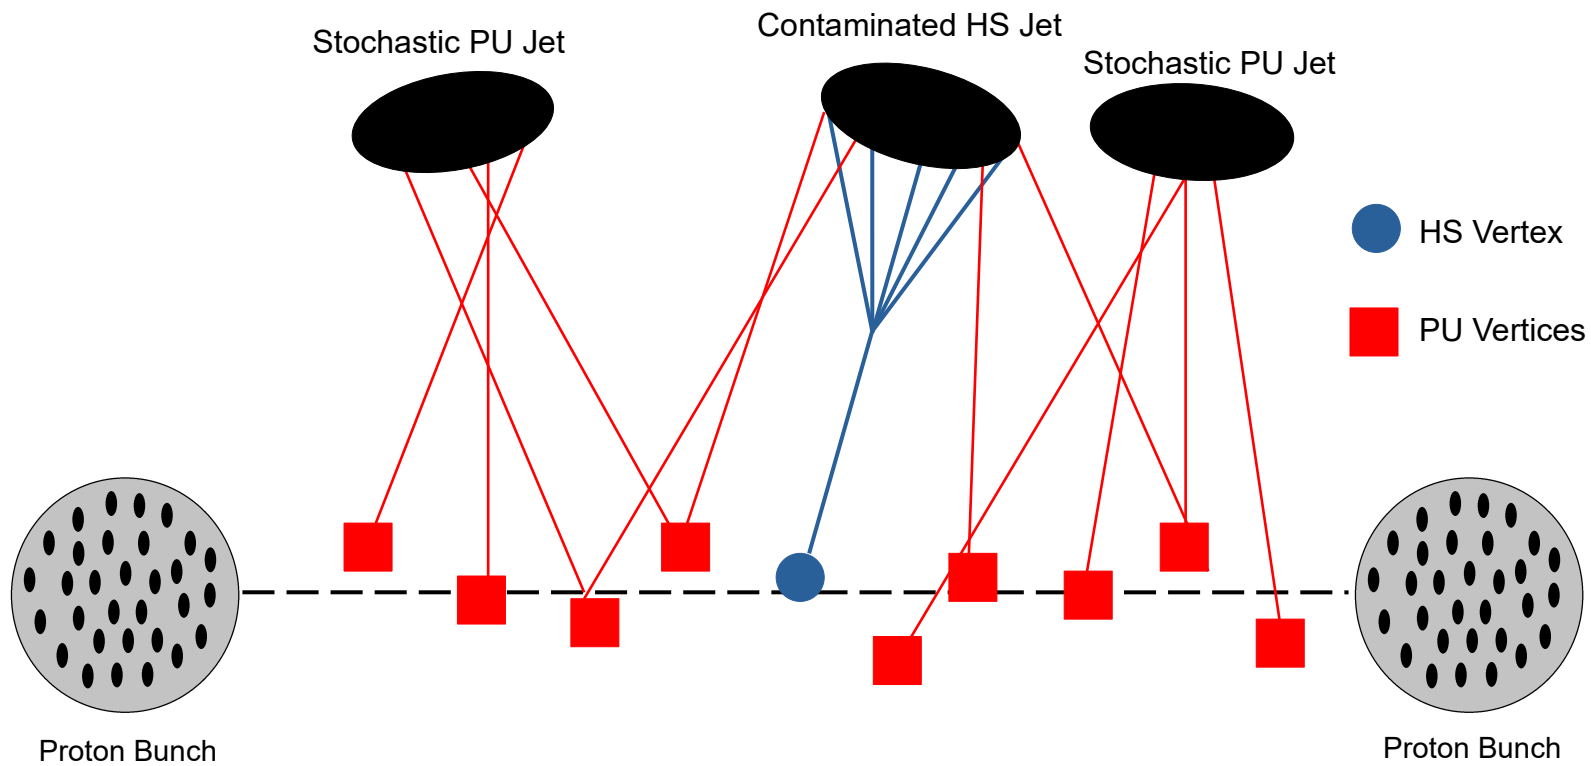 Stochastic PU Jet
Contaminated HS Jet
Stochastic PU Jet
HS Vertex
PU Vertices
Proton Bunch
Proton Bunch